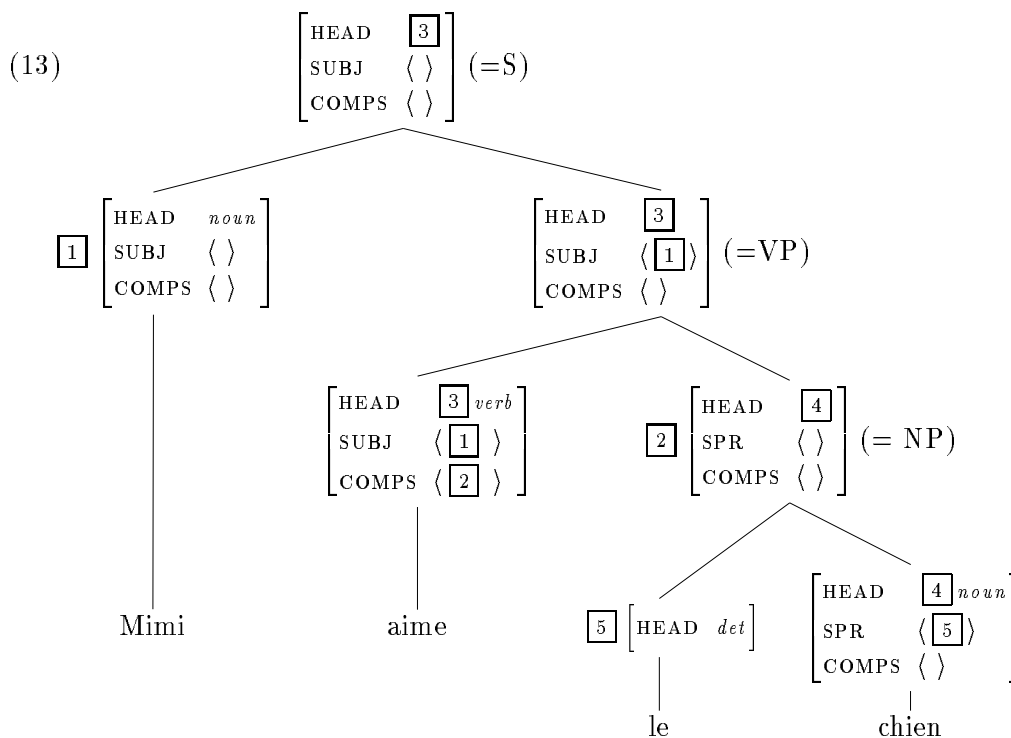 (13)
HEAD 3
SUBJ ⟨ ⟩ (=S)
COMPS ⟨ ⟩
1
HEAD noun
SUBJ ⟨ ⟩
COMPS ⟨ ⟩
HEAD 3
SUBJ ⟨ 1 ⟩ (=VP)
COMPS ⟨ ⟩
HEAD 3 verb
SUBJ ⟨ 1 ⟩
COMPS ⟨ 2 ⟩
2
HEAD 4
SPR ⟨ ⟩ (= NP)
COMPS ⟨ ⟩
5 [HEAD det]
HEAD 4 noun
SPR ⟨ 5 ⟩
COMPS ⟨ ⟩
Mimi aime
le chien